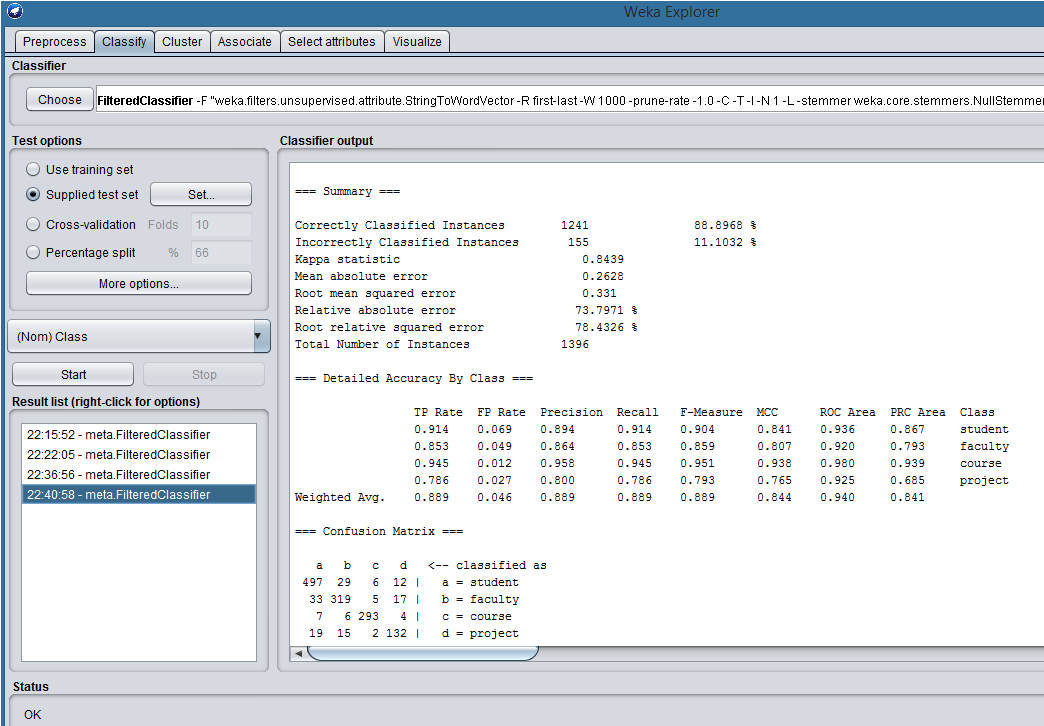 Weka Explorer
Preprocess Classify Cluster Associate Select attributes Visualize
Classifier
Choose FilteredClassifier -F "weka.filters.unsupervised.attribute.StringToWordVector -R first-last -W 1000 -prune-rate -1.0 -C -T -I -N 1 -L -stemmer weka.core.stemmers.NullStemmer
Test options
Use training set
Supplied test set Set...
Cross-validation Folds 10
Percentage split % 66
More options...
(Nom) Class
Start Stop
Result list (right-click for options)
22:15:52 - meta.FilteredClassifier
22:22:05 - meta.FilteredClassifier
22:36:56 - meta.FilteredClassifier
22:40:58 - meta.FilteredClassifier
Classifier output
=== Summary ===
Correctly Classified Instances 1241 88.8968 %
Incorrectly Classified Instances 155 11.1032 %
Kappa statistic 0.8439
Mean absolute error 0.2628
Root mean squared error 0.331
Relative absolute error 73.7971 %
Root relative squared error 78.4326 %
Total Number of Instances 1396
=== Detailed Accuracy By Class ===
TP Rate FP Rate Precision Recall F-Measure MCC ROC Area PRC Area Class
0.914 0.069 0.894 0.914 0.904 0.841 0.936 0.867 student
0.853 0.049 0.864 0.853 0.859 0.807 0.920 0.793 faculty
0.945 0.012 0.958 0.945 0.951 0.938 0.980 0.939 course
0.786 0.027 0.800 0.786 0.793 0.765 0.925 0.685 project
Weighted Avg. 0.889 0.046 0.889 0.889 0.889 0.844 0.940 0.841
=== Confusion Matrix ===
a b c d <-- classified as
497 29 6 12 | a = student
33 319 5 17 | b = faculty
7 6 293 4 | c = course
19 15 2 132 | d = project
Status
OK